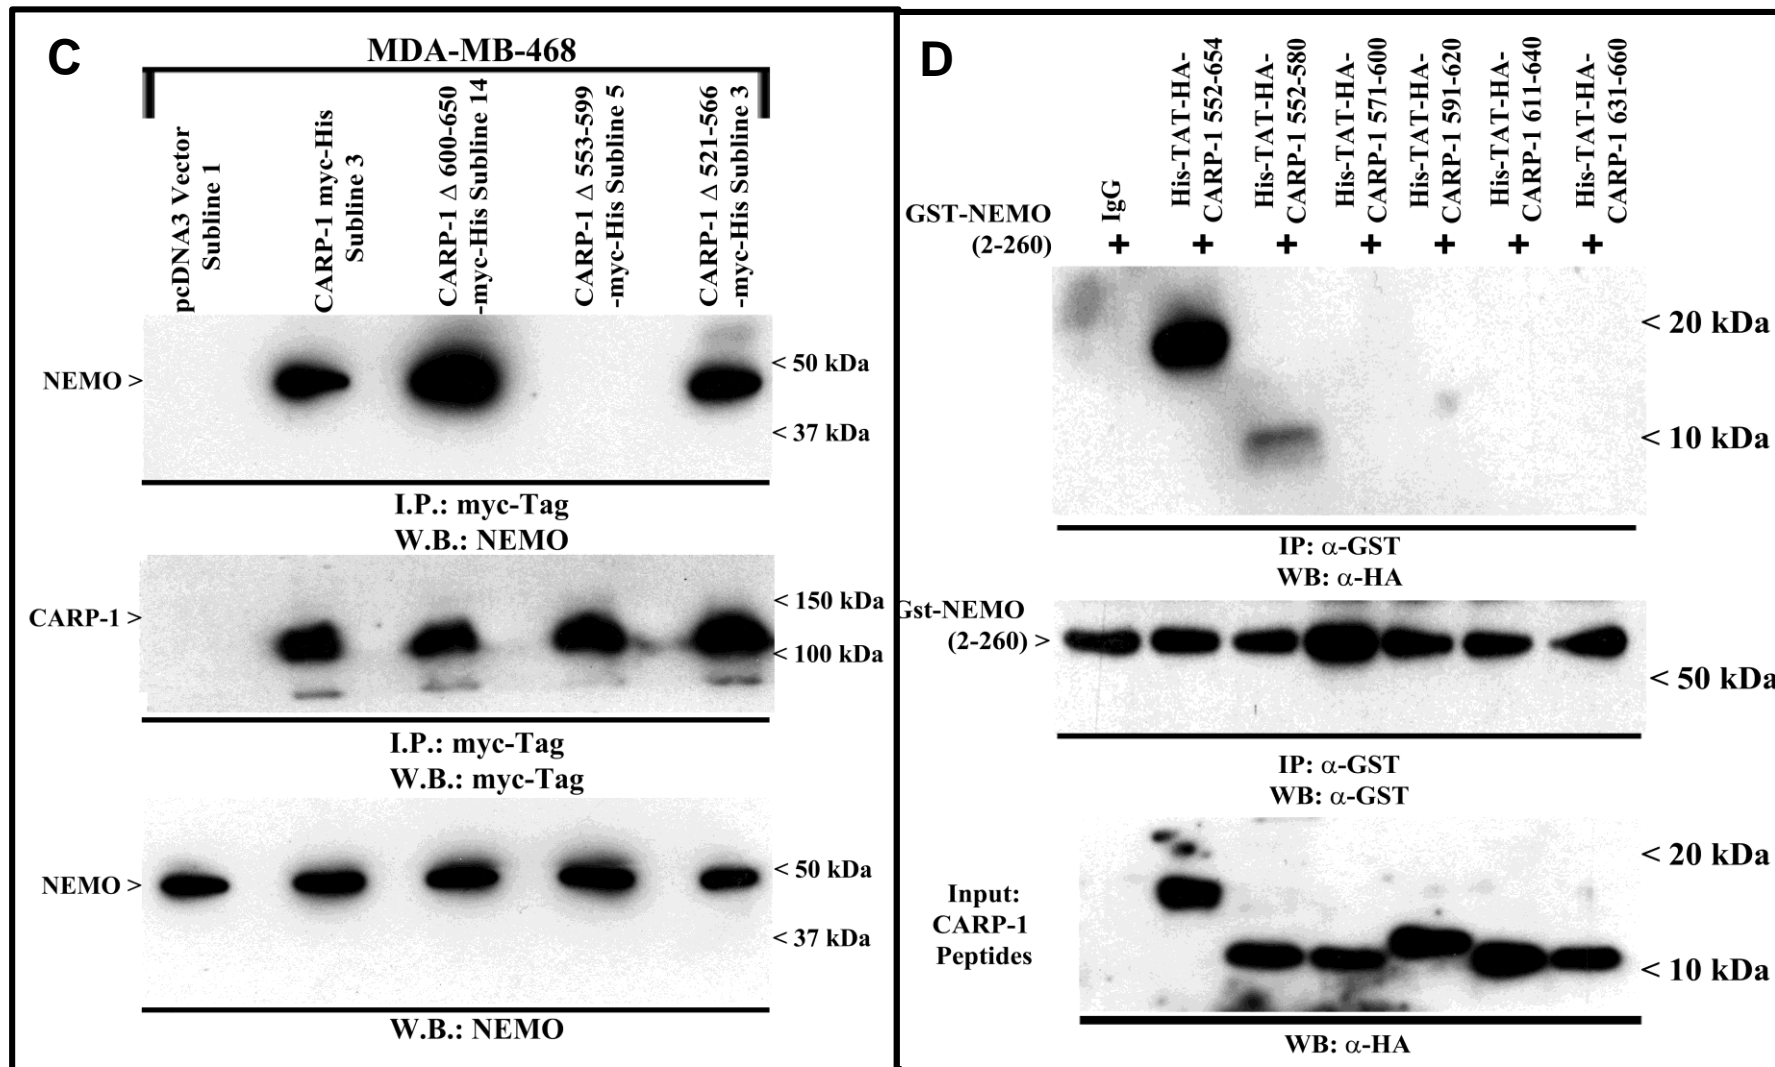 C
MDA-MB-468
pcDNA3 Vector
Subline 1
CARP-1 myc-His
Subline 3
CARP-1 Δ 600-650
-myc-His Subline 14
CARP-1 Δ 553-599
-myc-His Subline 5
CARP-1 Δ 521-566
-myc-His Subline 3
NEMO >
< 50 kDa
< 37 kDa
I.P.: myc-Tag
W.B.: NEMO
CARP-1 >
< 150 kDa
< 100 kDa
I.P.: myc-Tag
W.B.: myc-Tag
NEMO >
< 50 kDa
< 37 kDa
W.B.: NEMO
D
GST-NEMO
(2-260)
IgG
His-TAT-HA-
CARP-1 552-654
His-TAT-HA-
CARP-1 552-580
His-TAT-HA-
CARP-1 571-600
His-TAT-HA-
CARP-1 591-620
His-TAT-HA-
CARP-1 611-640
His-TAT-HA-
CARP-1 631-660
+ + + + + + +
< 20 kDa
< 10 kDa
IP: α-GST
WB: α-HA
Gst-NEMO
(2-260) >
< 50 kDa
IP: α-GST
WB: α-GST
Input:
CARP-1
Peptides
< 20 kDa
< 10 kDa
WB: α-HA